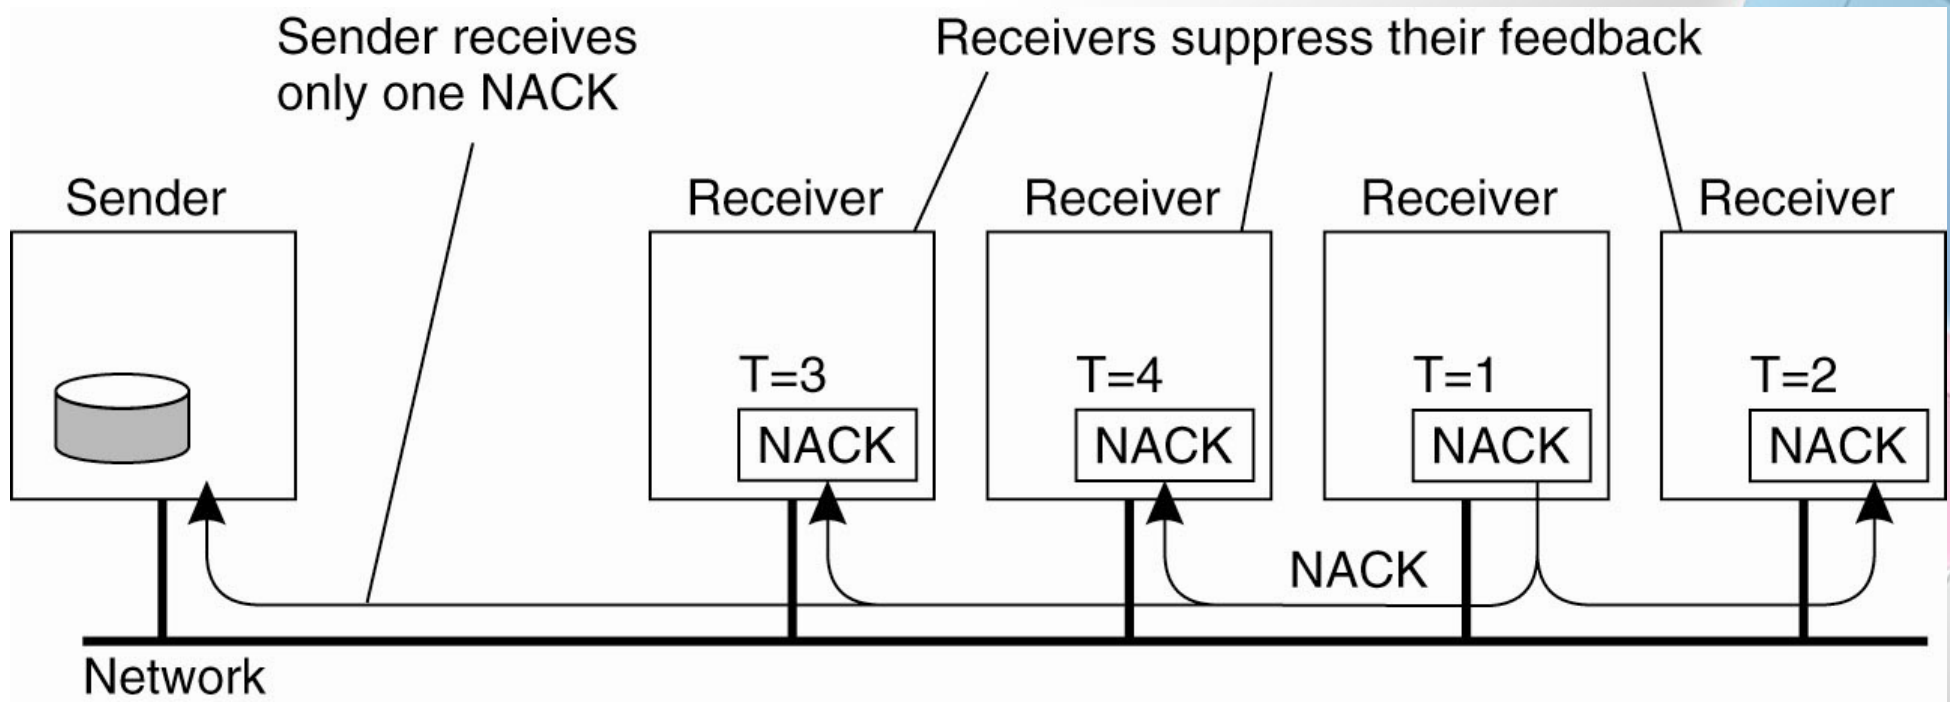 Sender receives
only one NACK
Receivers suppress their feedback
Sender
Receiver
Receiver
Receiver
Receiver
T=3
T=4
T=1
T=2
NACK
NACK
NACK
NACK
NACK
Network